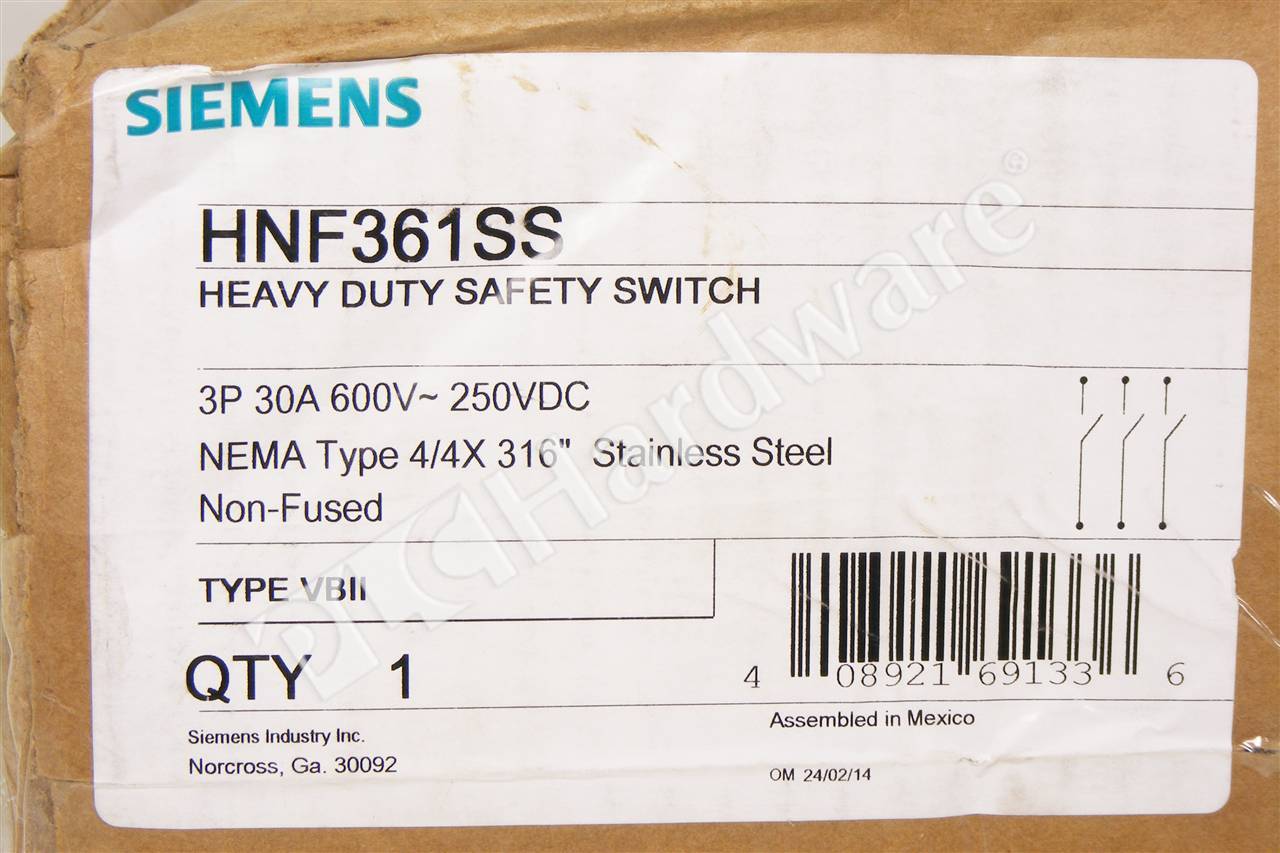 SIEMENS
HNF361SS
HEAVY DUTY SAFETY SWITCH
3P 30A 600V~ 250VDC
NEMA Type 4/4X 316" Stainless Steel
Non-Fused
TYPE VBII
QTY 1
4 08921 69133 6
Siemens Industry Inc.
Norcross, Ga. 30092
Assembled in Mexico
OM 24/02/14
PLCHardware®